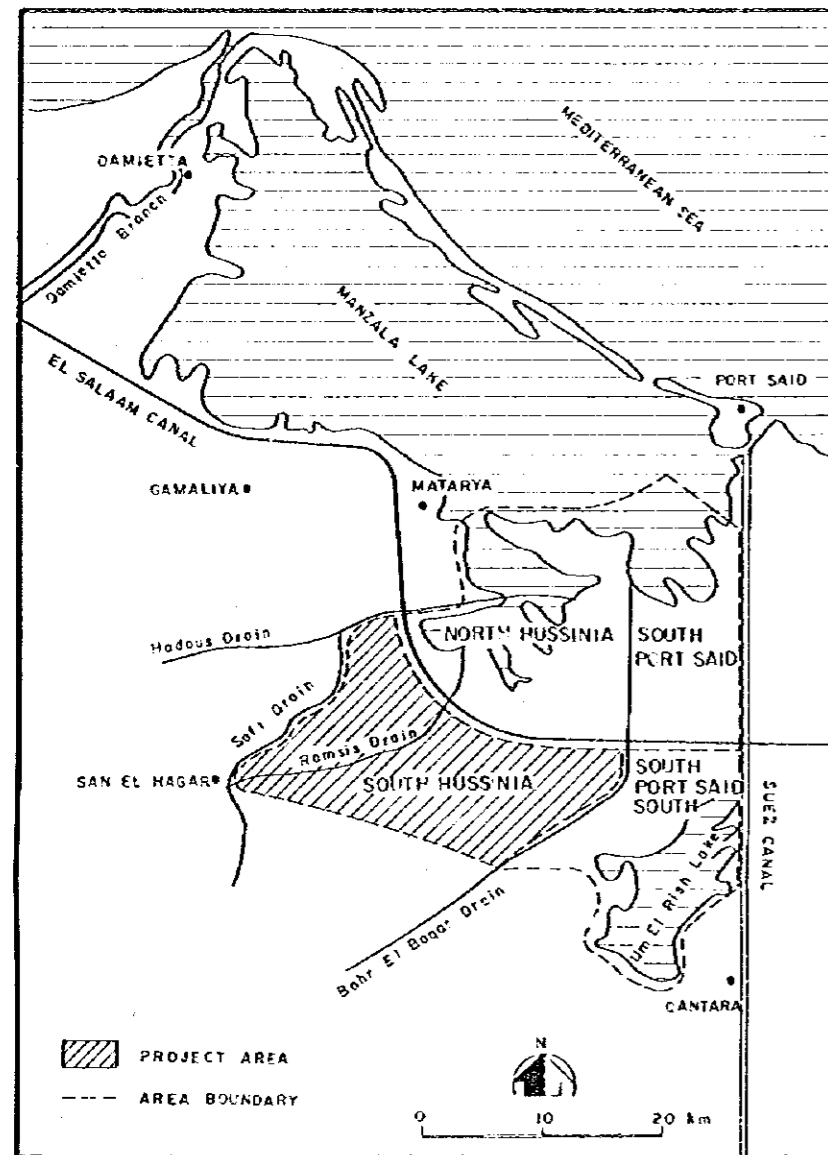 MEDITERRANEAN SEA
DAMIETTA
Damietta Branch
MANZALA LAKE
EL SALAAM CANAL
PORT SAID
GAMALIYA
MATARYA
NORTH HUSSINIA
SOUTH
PORT SAID
Hadous Drain
Saft Drain
Ramsis Drain
SAN EL HAGAR
SOUTH HUSSINIA
SOUTH
PORT SAID
SOUTH
SUEZ CANAL
Um El Rish Lake
Bahr El Baqar Drain
QANTARA
PROJECT AREA
AREA BOUNDARY
N
0 10 20 km